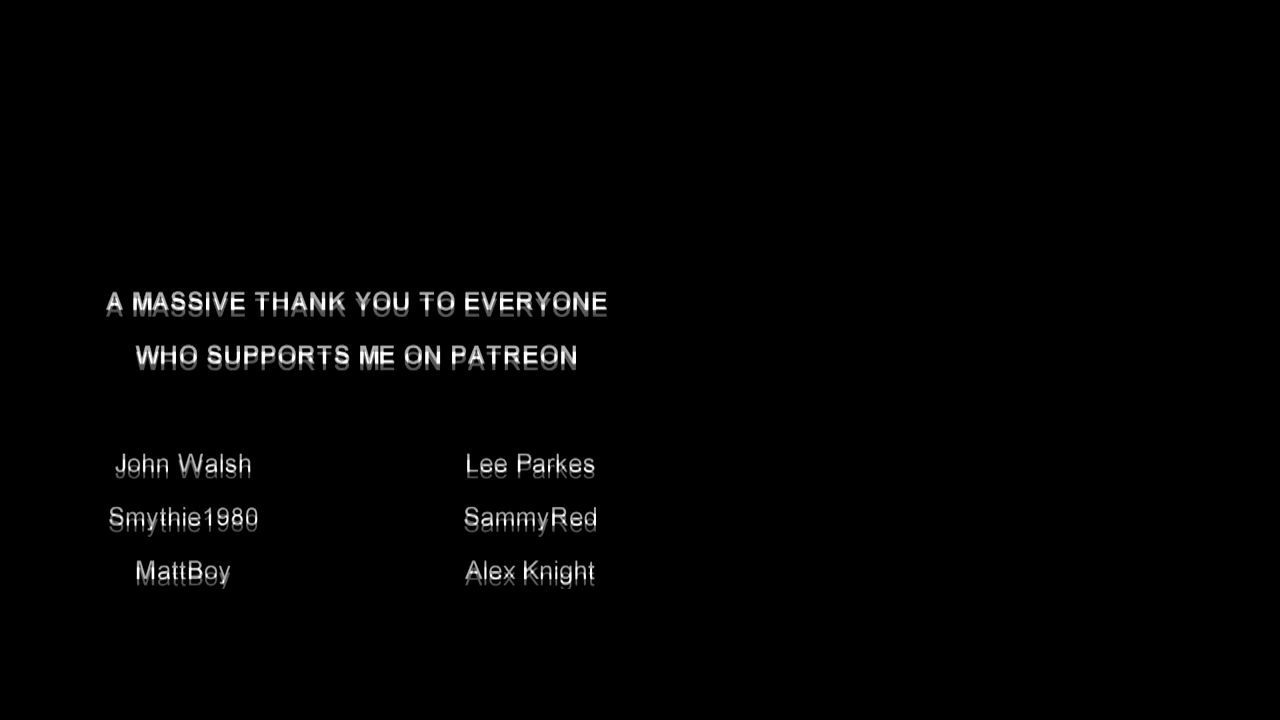 A MASSIVE THANK YOU TO EVERYONE
WHO SUPPORTS ME ON PATREON
John Walsh Lee Parkes
Smythie1980 SammyRed
MattBoy Alex Knight